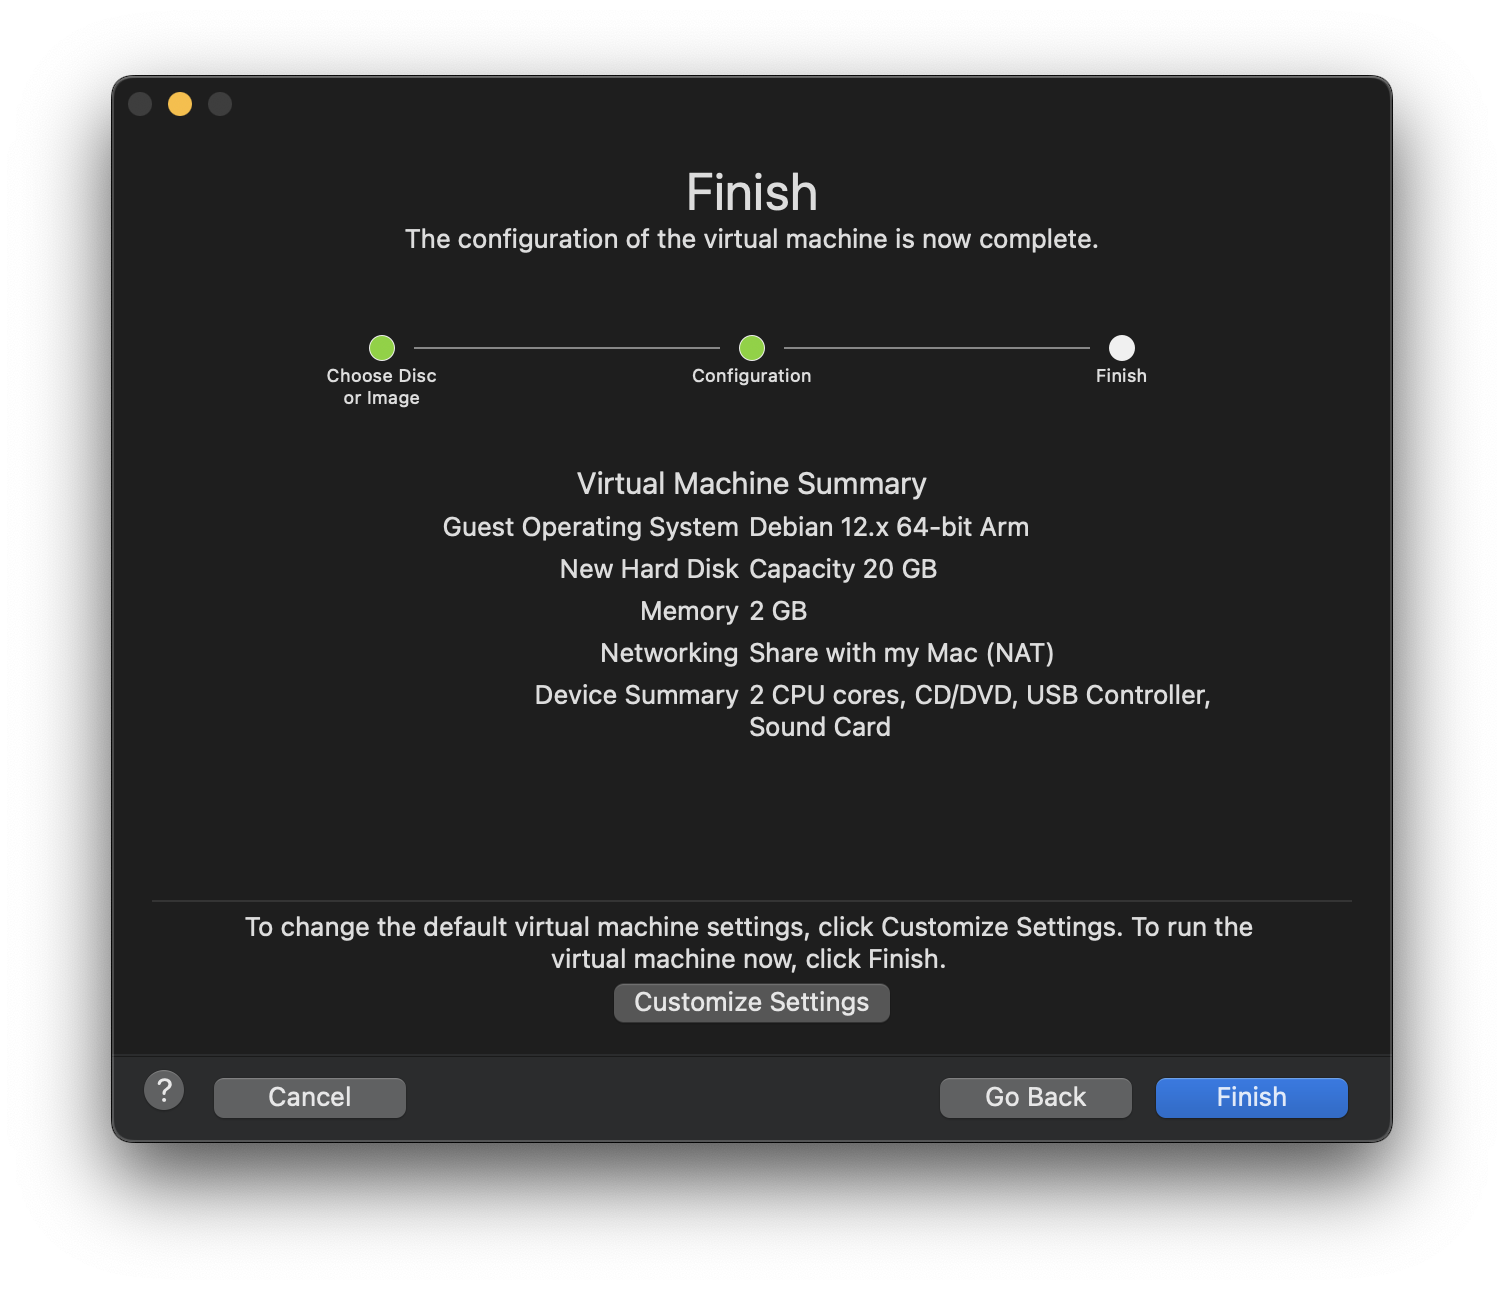 Finish
The configuration of the virtual machine is now complete.
Choose Disc
or Image
Configuration
Finish
Virtual Machine Summary
Guest Operating System Debian 12.x 64-bit Arm
New Hard Disk Capacity 20 GB
Memory 2 GB
Networking Share with my Mac (NAT)
Device Summary 2 CPU cores, CD/DVD, USB Controller,
Sound Card
To change the default virtual machine settings, click Customize Settings. To run the
virtual machine now, click Finish.
Customize Settings
? Cancel Go Back Finish